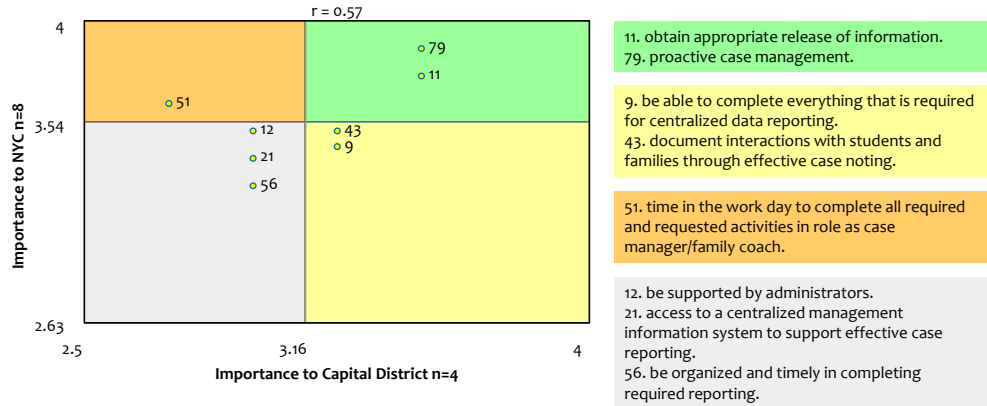 r = 0.57
4
3.54
2.63
Importance to NYC n=8
79
11
51
12
43
9
21
56
2.5
3.16
4
Importance to Capital District n=4
11. obtain appropriate release of information.
79. proactive case management.
9. be able to complete everything that is required
for centralized data reporting.
43. document interactions with students and
families through effective case noting.
51. time in the work day to complete all required
and requested activities in role as case
manager/family coach.
12. be supported by administrators.
21. access to a centralized management
information system to support effective case
reporting.
56. be organized and timely in completing
required reporting.